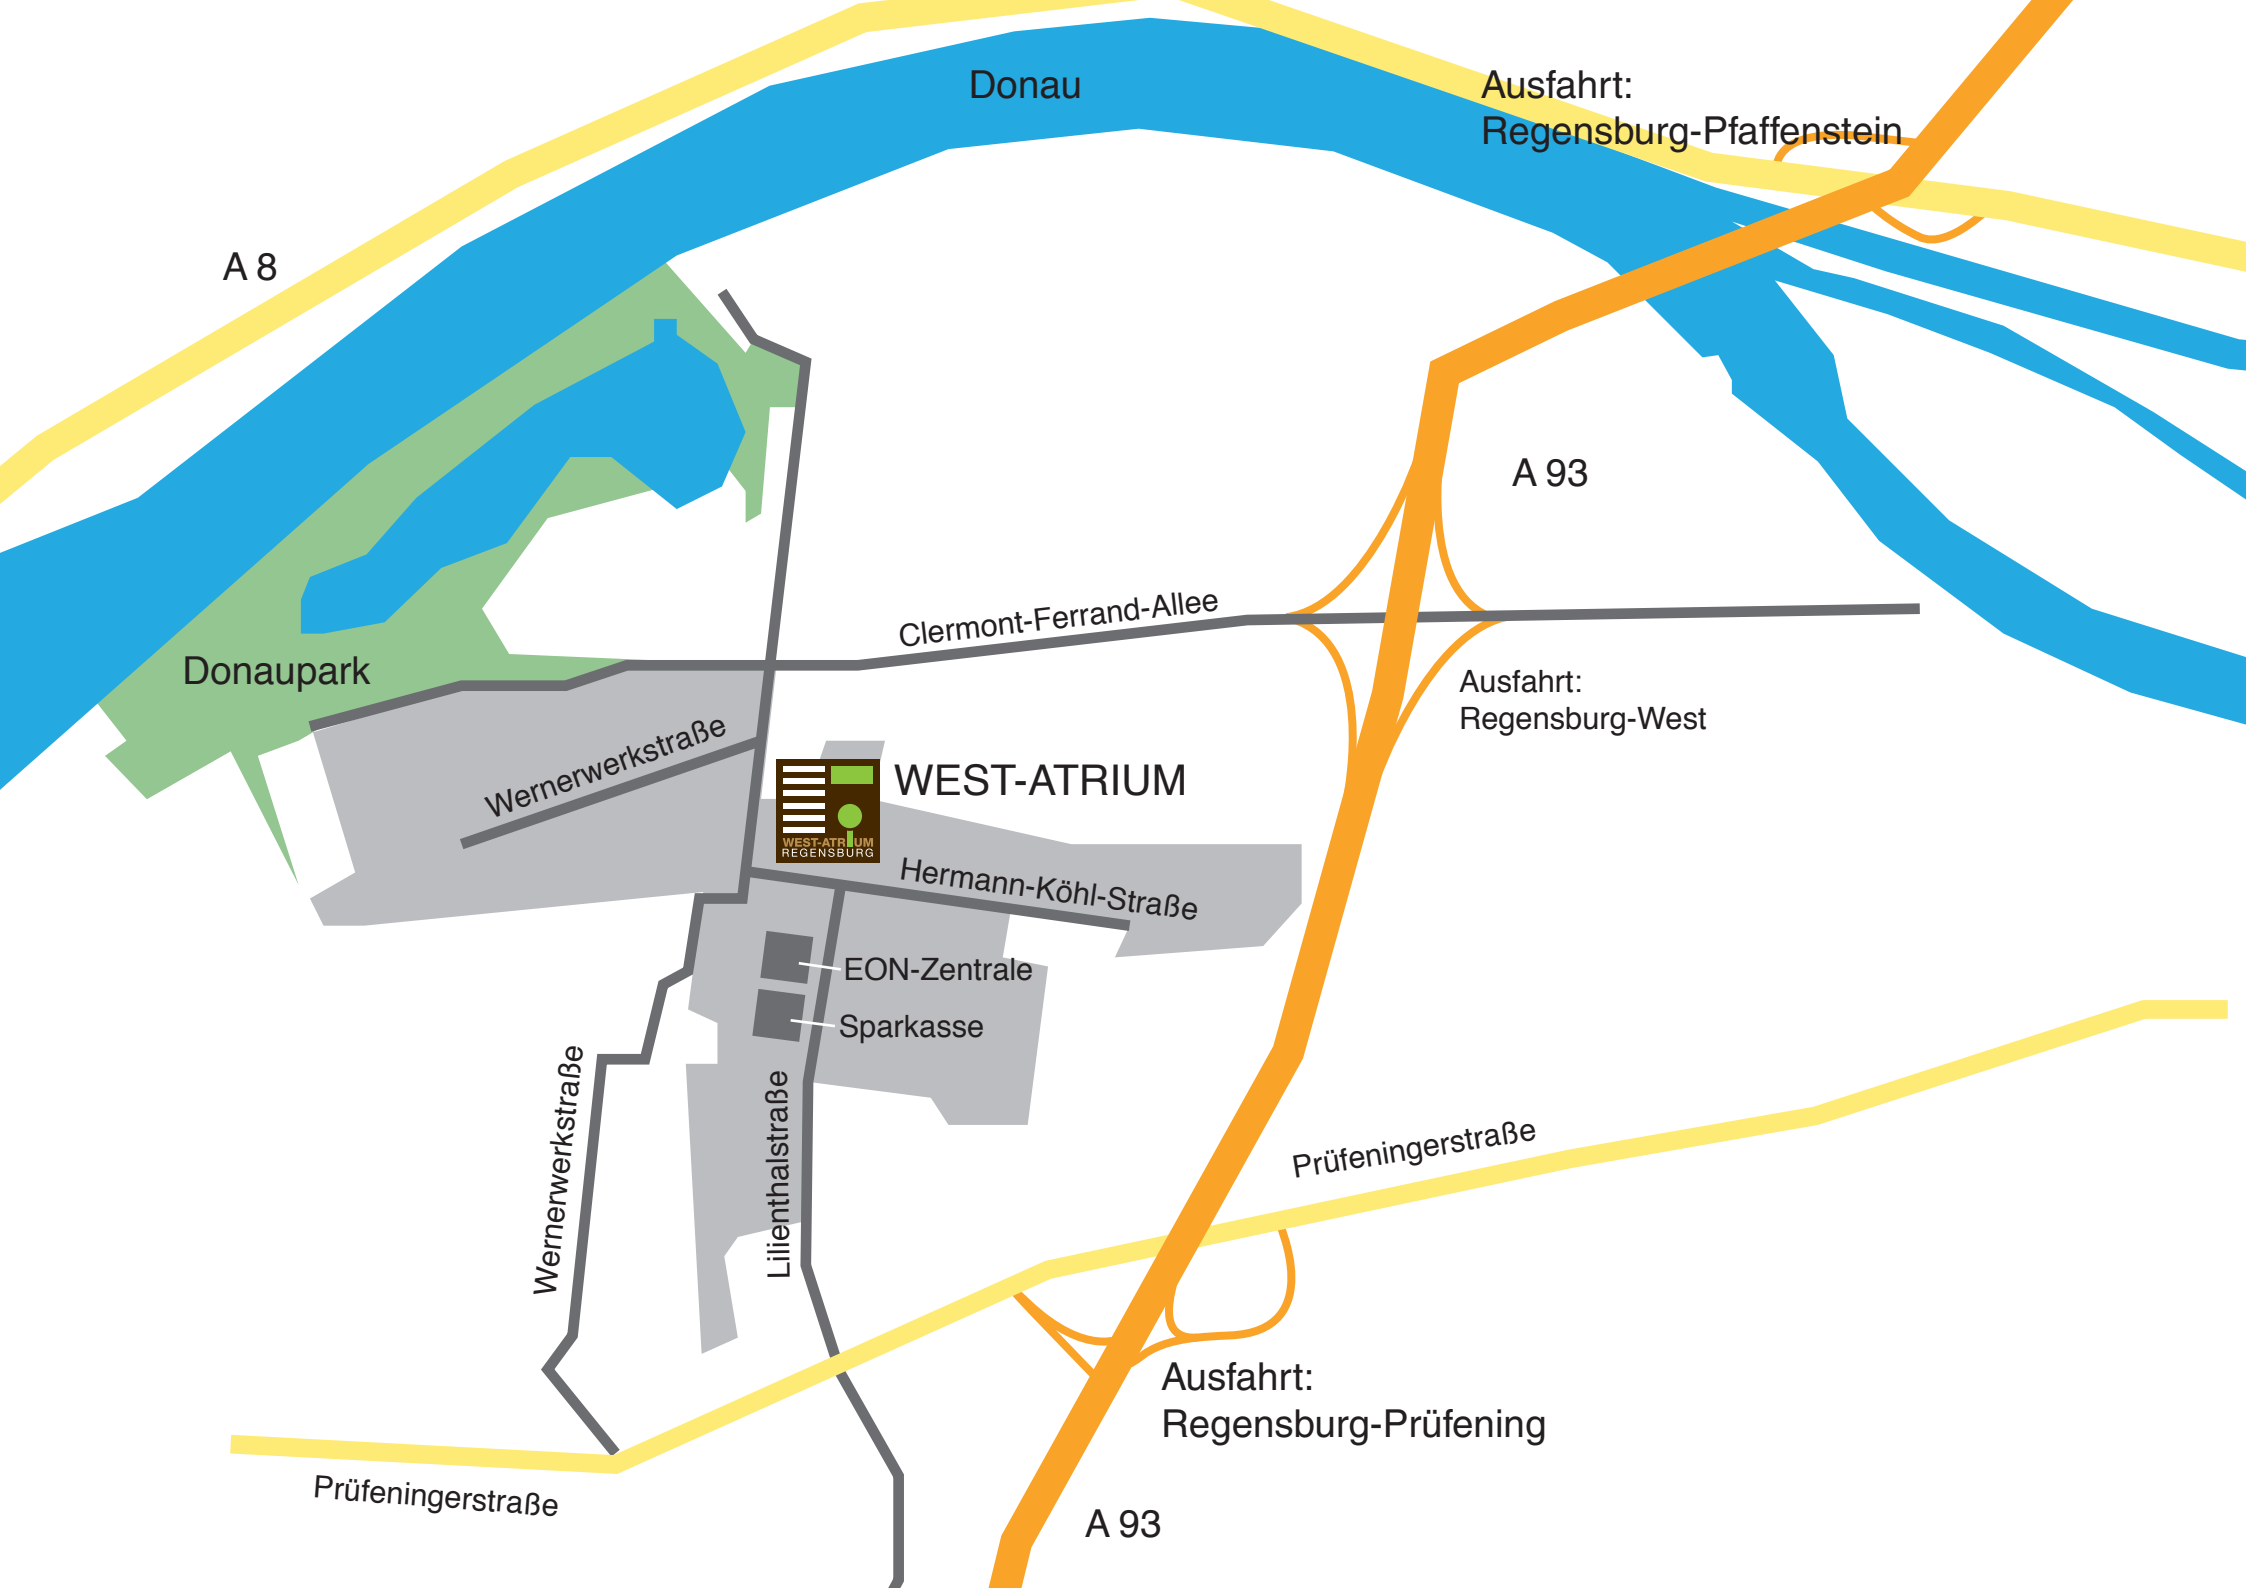 Donau
Ausfahrt:
Regensburg-Pfaffenstein
A 8
A 93
Clermont-Ferrand-Allee
Donaupark
Ausfahrt:
Regensburg-West
Wernerwerkstraße
WEST-ATRIUM
WEST-ATRIUM
REGENSBURG
Hermann-Köhl-Straße
EON-Zentrale
Sparkasse
Wernerwerkstraße
Lilienthalstraße
Prüfeningerstraße
Ausfahrt:
Regensburg-Prüfening
Prüfeningerstraße
A 93